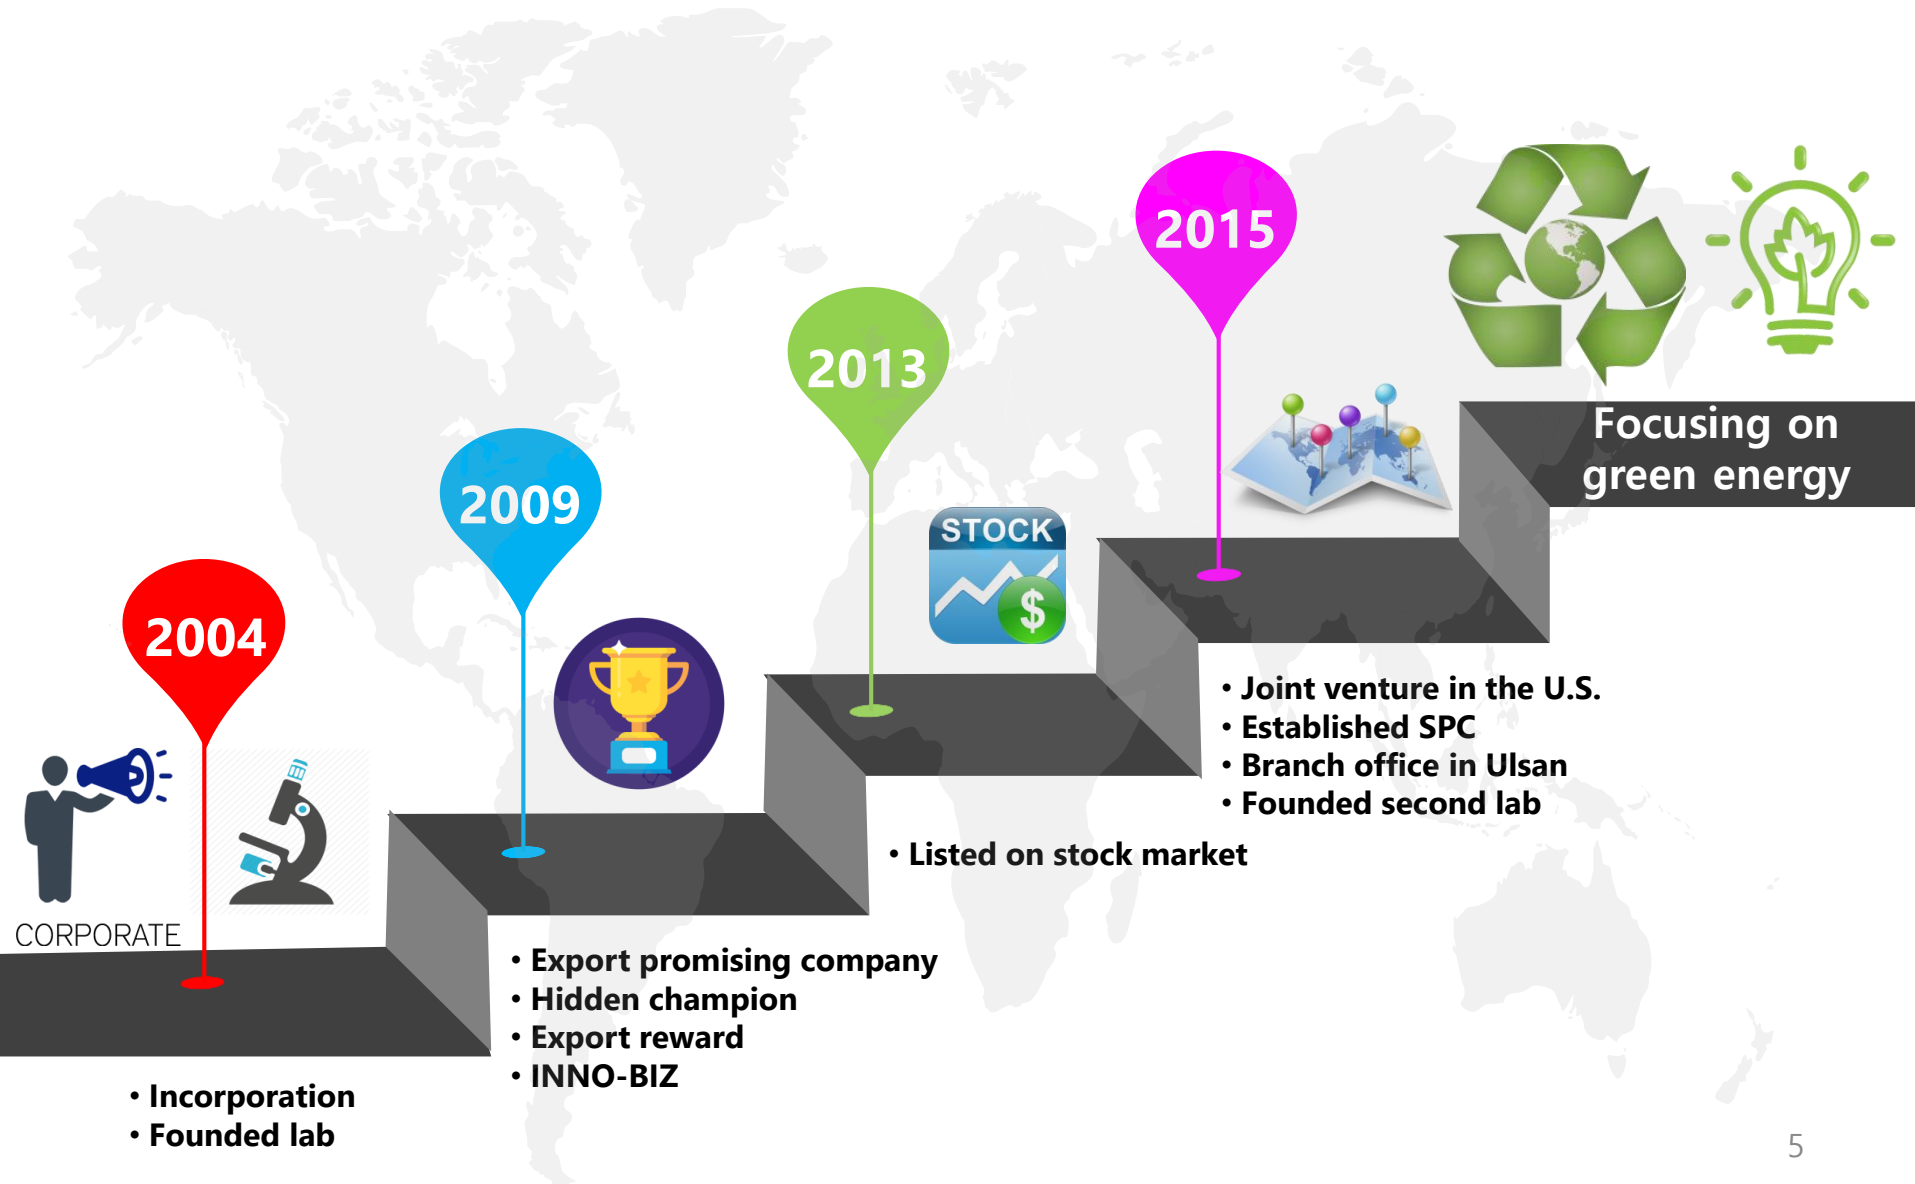 2004
CORPORATE
• Incorporation
• Founded lab
2009
• Export promising company
• Hidden champion
• Export reward
• INNO-BIZ
2013
STOCK
$
• Listed on stock market
2015
• Joint venture in the U.S.
• Established SPC
• Branch office in Ulsan
• Founded second lab
Focusing on
green energy
5